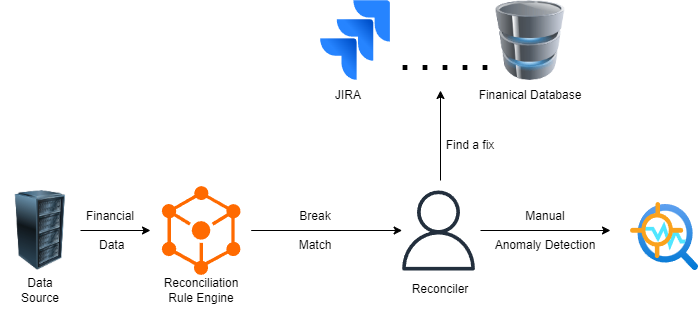 JIRA
Finanical Database
Find a fix
Financial
Data
Break
Match
Manual
Anomaly Detection
Data
Source
Reconciliation
Rule Engine
Reconciler